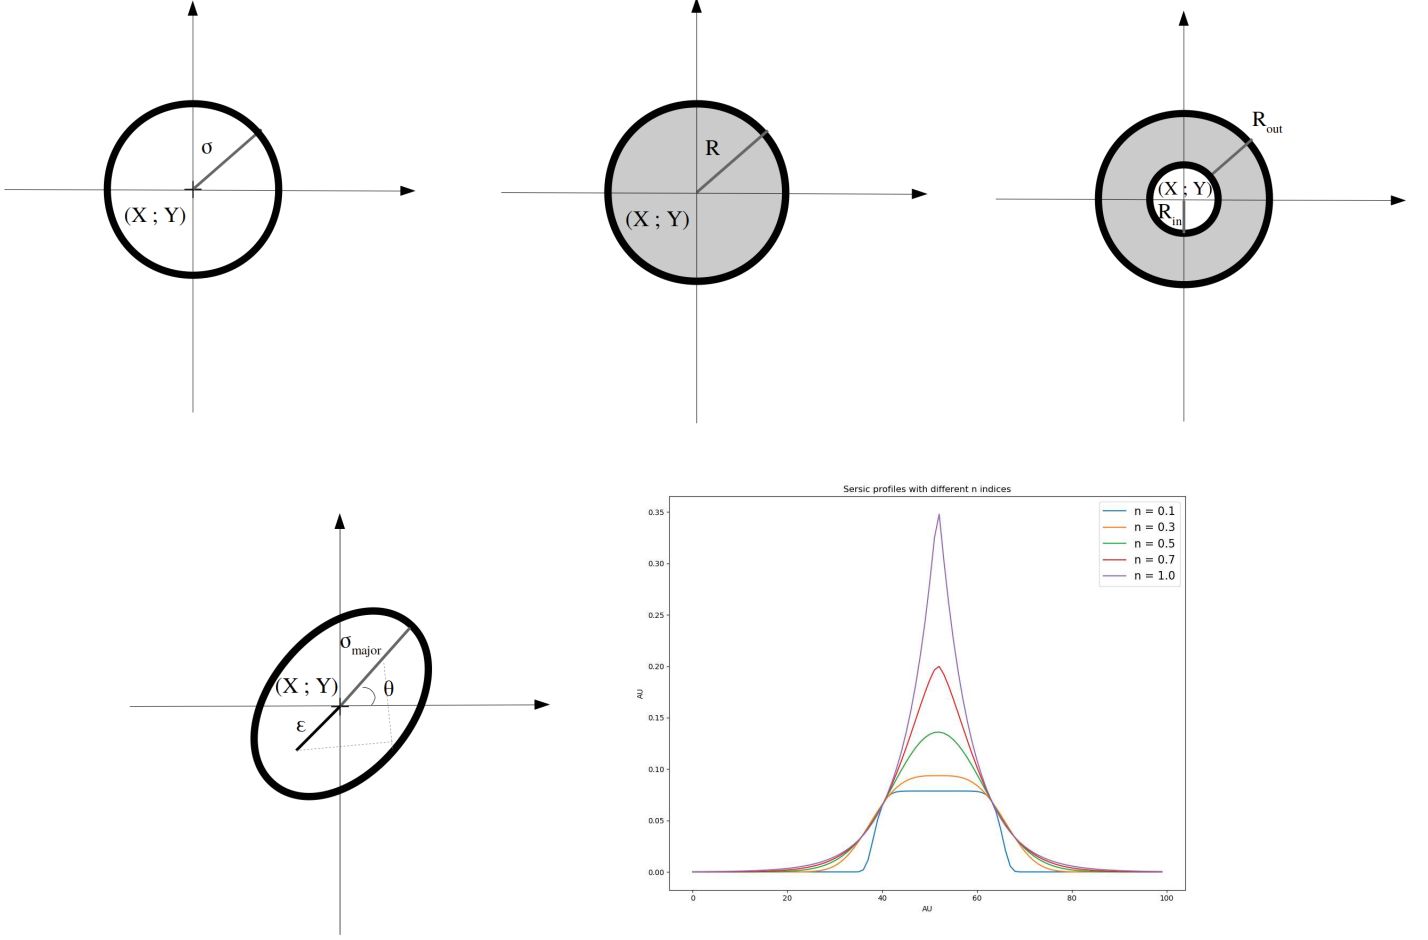 σ
(X ; Y)
R
(X ; Y)
R_out
(X ; Y)
R_in
σ_major
(X ; Y)
θ
ε
Sersic profiles with different n indices
0.35
0.30
0.25
0.20
0.15
0.10
0.05
0.00
AU
n = 0.1
n = 0.3
n = 0.5
n = 0.7
n = 1.0
0 20 40 60 80 100
AU